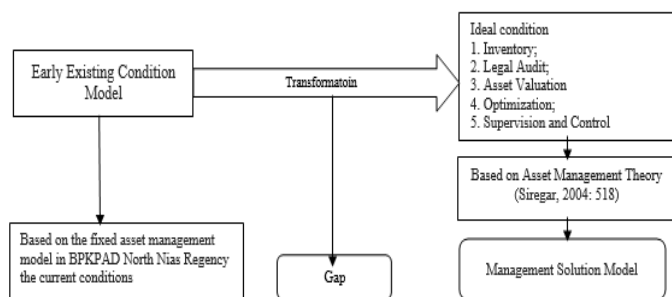 Early Existing Condition
Model
Transformatoin
Ideal condition
1. Inventory;
2. Legal Audit;
3. Asset Valuation
4. Optimization;
5. Supervision and Control
Based on Asset Management Theory
(Siregar, 2004: 518)
Based on the fixed asset management
model in BPKPAD North Nias Regency
the current conditions
Gap
Management Solution Model